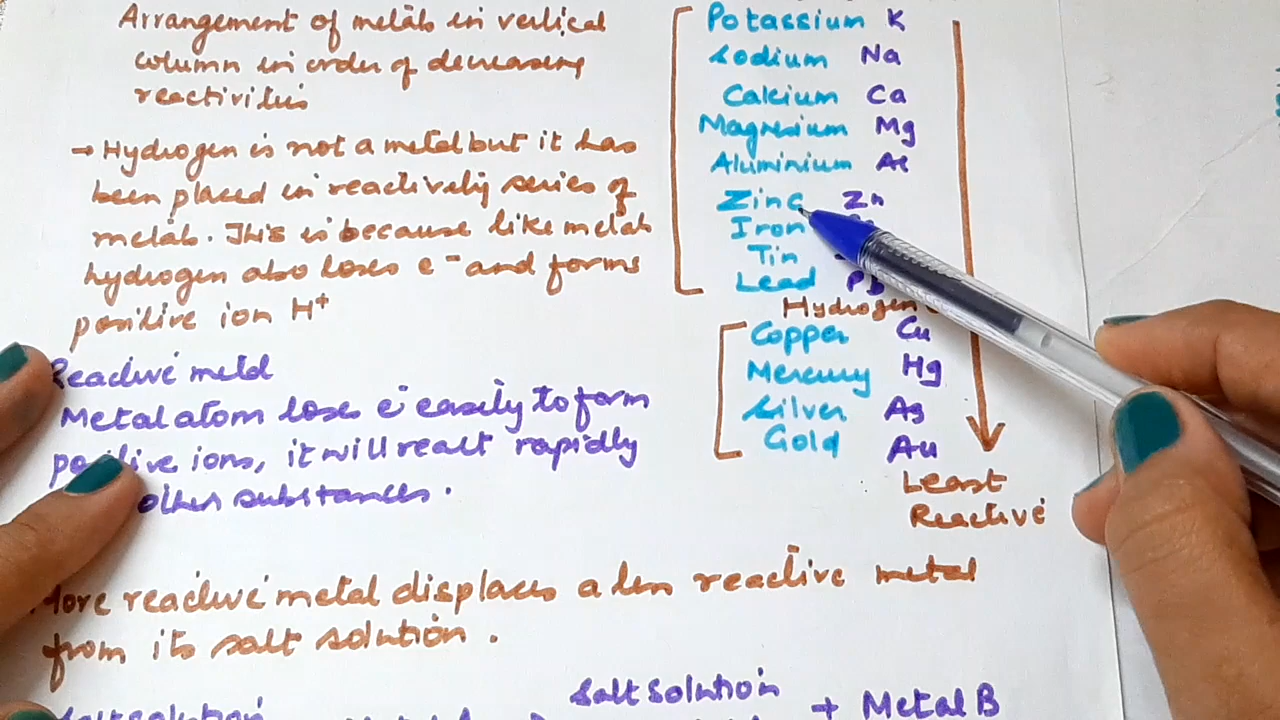 Arrangement of metals in vertical
column in order of decreasing
reactivities
→ Hydrogen is not a metal but it has
been placed in reactively series of
metals. This is because like metals
hydrogen also loses e⁻ and forms
positive ion H⁺
Reactive metal
Metal atom loses e⁻ easily to form
positive ions, it will react rapidly
other substances.
Potassium K
Sodium Na
Calcium Ca
Magnesium Mg
Aluminium Al
Zinc Zn
Iron
Tin
Lead Pb
Hydrogen
Copper Cu
Mercury Hg
Silver Ag
Gold Au
Least
Reactive
More reactive metal displaces a less reactive metal
from its salt solution.
Salt solution
Salt solution + Metal B